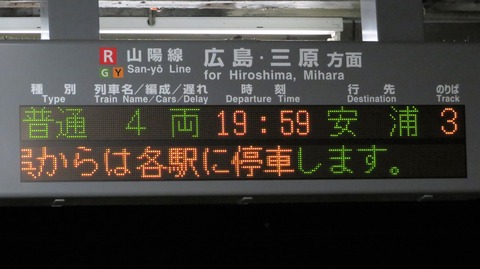 R 山陽線 広島・三原 方面
G Y San-yō Line for Hiroshima, Mihara
種別 列車名/編成/遅れ 時刻 行先 のりば
Type Train Name/Cars/Delay Departure Time Destination Track
普通 4両 19:59 安浦 3
からは各駅に停車します。